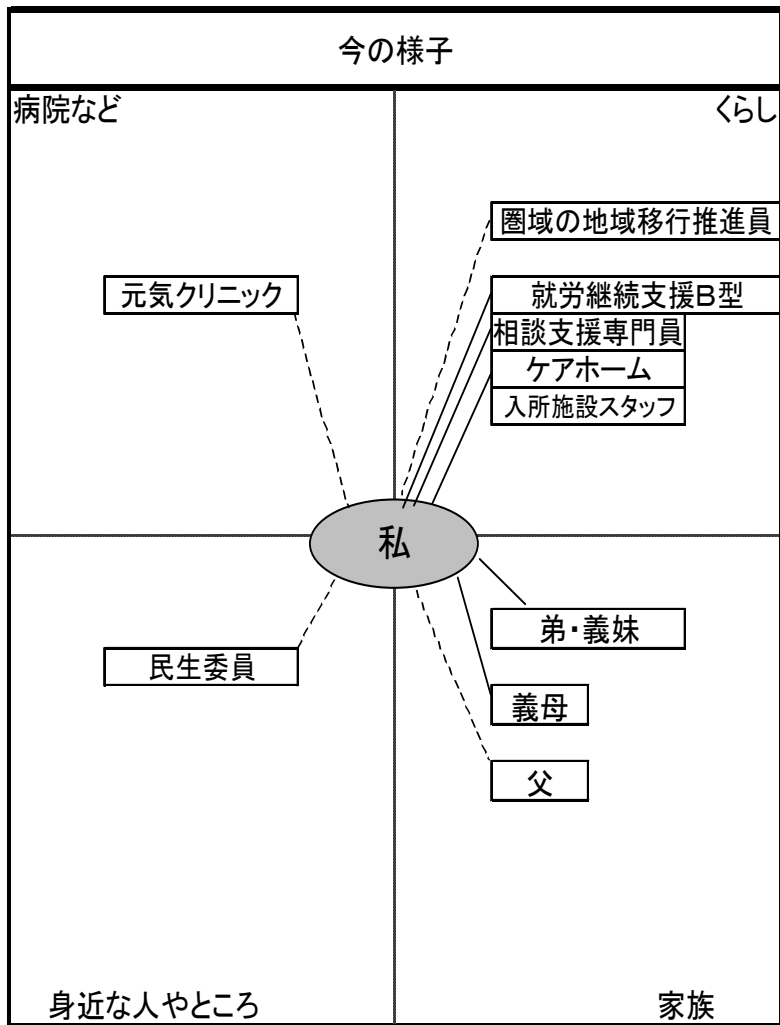 今の様子
病院など
くらし
圏域の地域移行推進員
元気クリニック
就労継続支援B型
相談支援専門員
ケアホーム
入所施設スタッフ
私
弟・義妹
民生委員
義母
父
身近な人やところ
家族